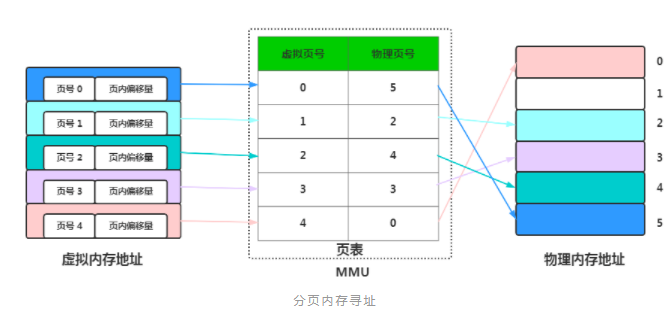 虚拟页号 物理页号
0 5
1 2
2 4
3 3
4 0
页号 0 页内偏移量
页号 1 页内偏移量
页号 2 页内偏移量
页号 3 页内偏移量
页号 4 页内偏移量
虚拟内存地址
页表
MMU
0
1
2
3
4
5
物理内存地址
分页内存寻址